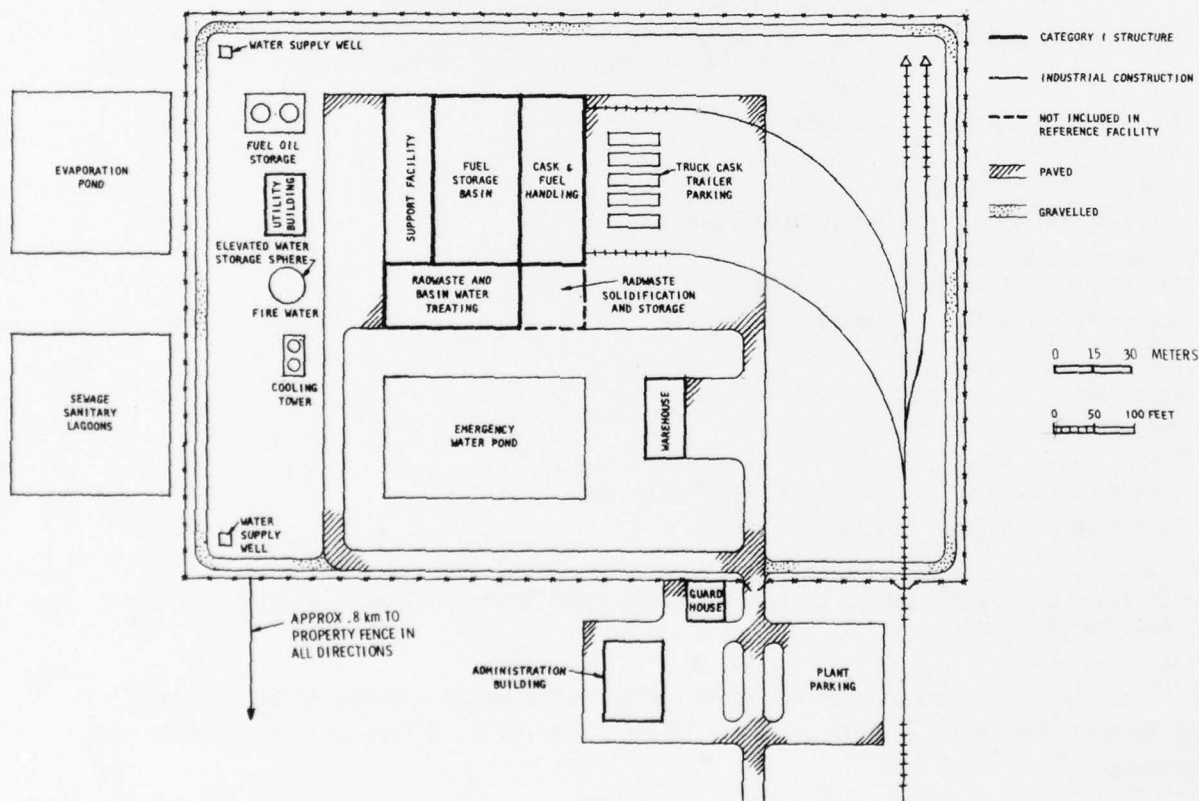 WATER SUPPLY WELL
CATEGORY I STRUCTURE
INDUSTRIAL CONSTRUCTION
NOT INCLUDED IN
REFERENCE FACILITY
PAVED
GRAVELLED
EVAPORATION
POND
FUEL OIL
STORAGE
UTILITY
BUILDING
ELEVATED WATER
STORAGE SPHERE
FIRE WATER
COOLING
TOWER
SUPPORT FACILITY
FUEL
STORAGE
BASIN
CASK &
FUEL
HANDLING
TRUCK CASK
TRAILER
PARKING
RADWASTE AND
BASIN WATER
TREATING
RADWASTE
SOLIDIFICATION
AND STORAGE
0 15 30 METERS
0 50 100 FEET
SEWAGE
SANITARY
LAGOONS
EMERGENCY
WATER POND
WAREHOUSE
WATER
SUPPLY
WELL
GUARD
HOUSE
APPROX .8 km TO
PROPERTY FENCE IN
ALL DIRECTIONS
ADMINISTRATION
BUILDING
PLANT
PARKING